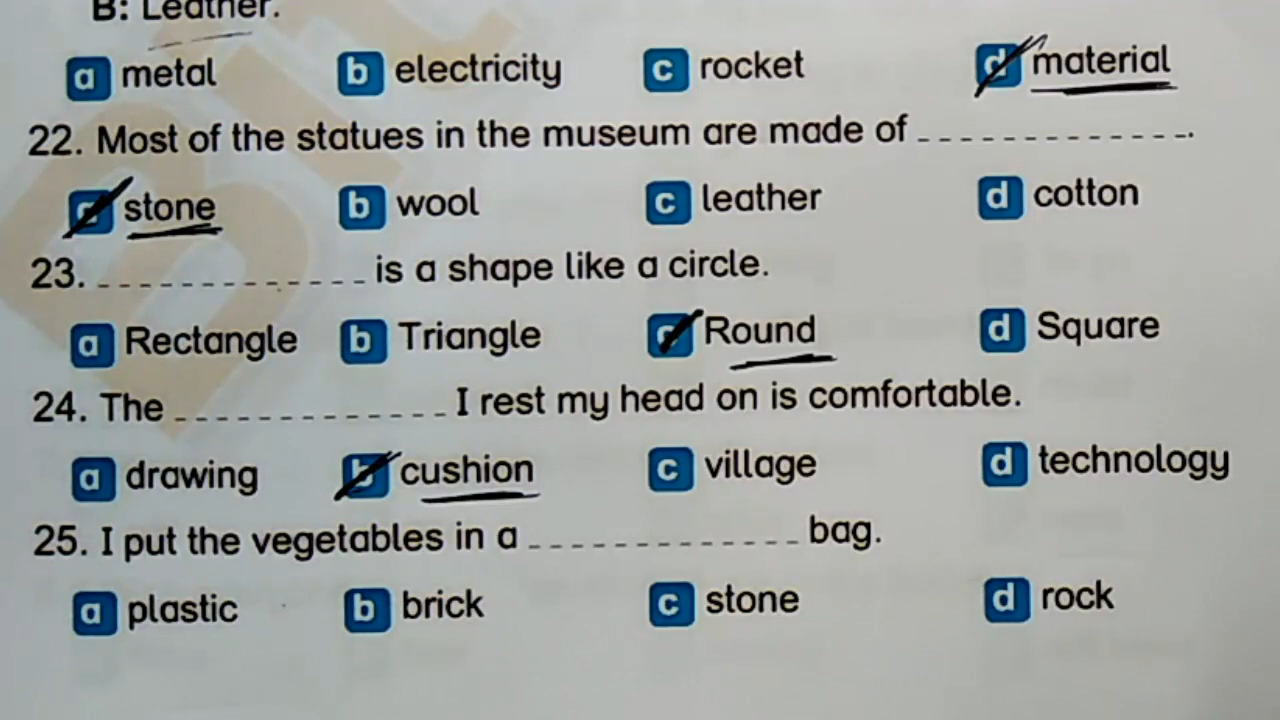 B: Leather.
a metal b electricity c rocket d material
22. Most of the statues in the museum are made of _ _ _ _ _ _ _ _ _ _ _ _ _.
a stone b wool c leather d cotton
23. _ _ _ _ _ _ _ _ _ _ _ _ _ is a shape like a circle.
a Rectangle b Triangle c Round d Square
24. The _ _ _ _ _ _ _ _ _ _ _ _ _ I rest my head on is comfortable.
a drawing b cushion c village d technology
25. I put the vegetables in a _ _ _ _ _ _ _ _ _ _ _ _ _ bag.
a plastic b brick c stone d rock